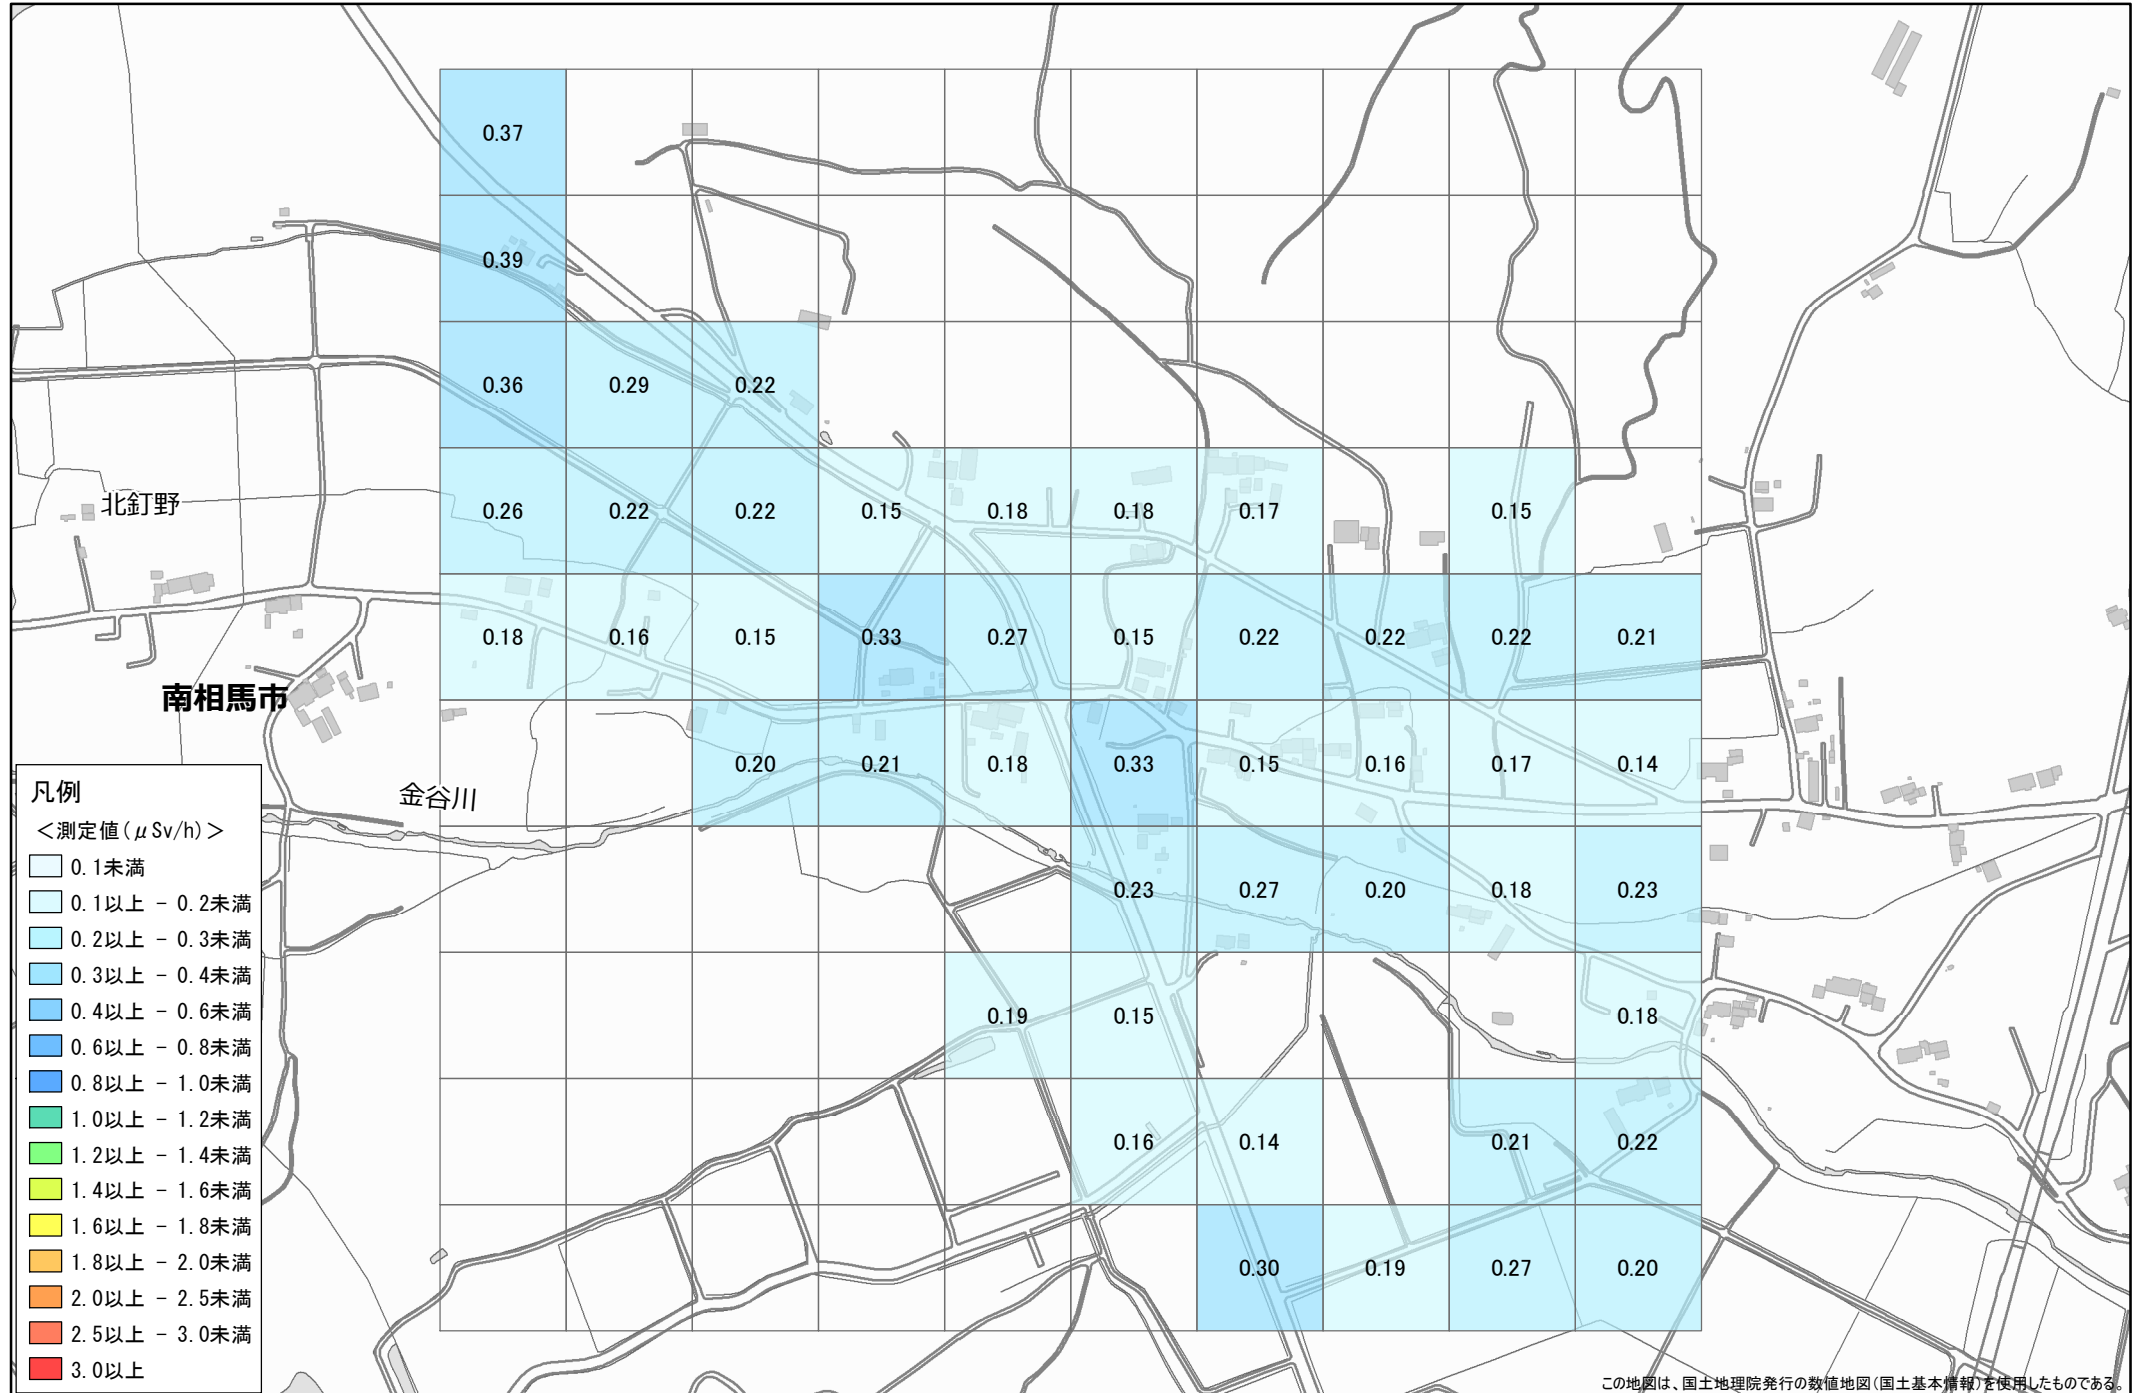 0.37
0.39
0.36 0.29 0.22
北釘野
0.26 0.22 0.22 0.15 0.18 0.18 0.17 0.15
0.18 0.16 0.15 0.33 0.27 0.15 0.22 0.22 0.22 0.21
南相馬市
0.20 0.21 0.18 0.33 0.15 0.16 0.17 0.14
金谷川
0.23 0.27 0.20 0.18 0.23
0.19 0.15 0.18
0.16 0.14 0.21 0.22
0.30 0.19 0.27 0.20
凡例
＜測定値(μSv/h)＞
0.1未満
0.1以上 - 0.2未満
0.2以上 - 0.3未満
0.3以上 - 0.4未満
0.4以上 - 0.6未満
0.6以上 - 0.8未満
0.8以上 - 1.0未満
1.0以上 - 1.2未満
1.2以上 - 1.4未満
1.4以上 - 1.6未満
1.6以上 - 1.8未満
1.8以上 - 2.0未満
2.0以上 - 2.5未満
2.5以上 - 3.0未満
3.0以上
この地図は、国土地理院発行の数値地図(国土基本情報)を使用したものである。